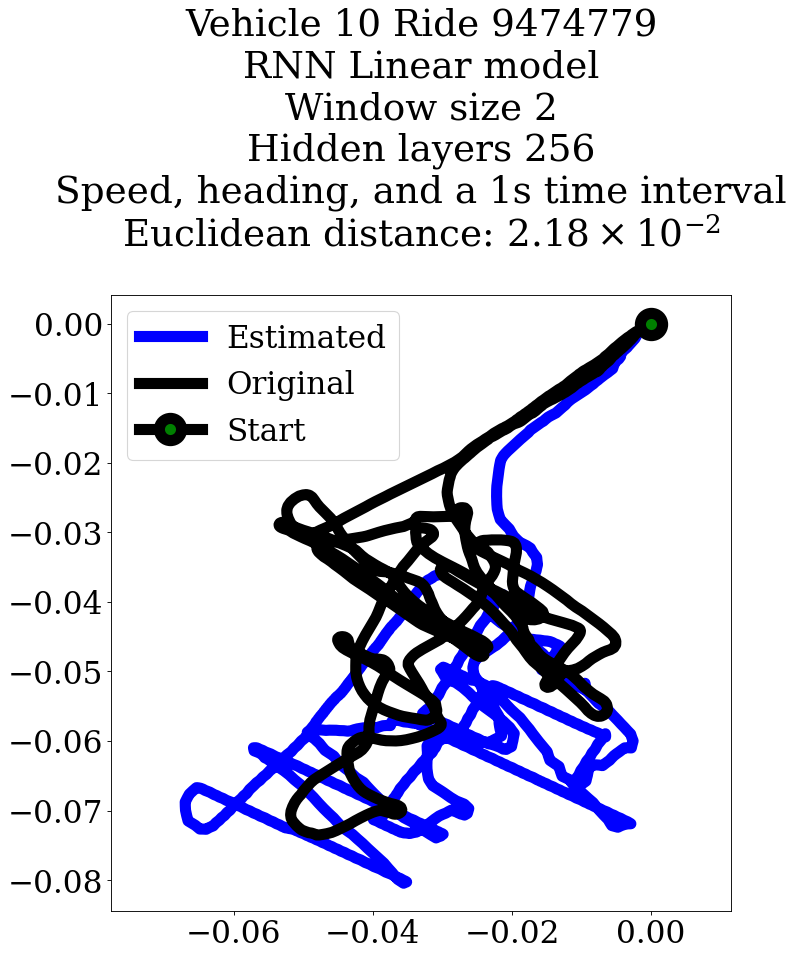 Vehicle 10 Ride 9474779
RNN Linear model
Window size 2
Hidden layers 256
Speed, heading, and a 1s time interval
Euclidean distance: 2.18 × 10⁻²
Estimated
Original
Start
0.00
−0.01
−0.02
−0.03
−0.04
−0.05
−0.06
−0.07
−0.08
−0.06
−0.04
−0.02
0.00